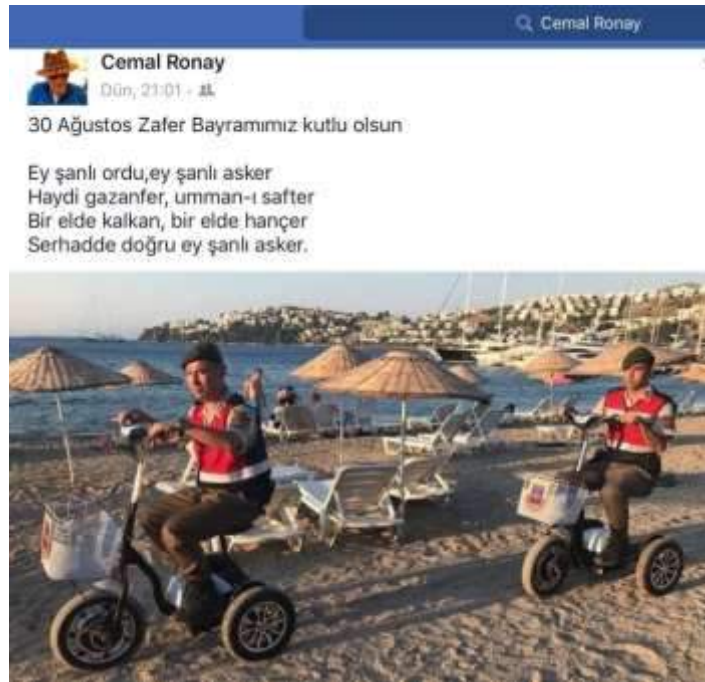 Cemal Ronay
Cemal Ronay
Dün, 21:01
30 Ağustos Zafer Bayramımız kutlu olsun
Ey şanlı ordu,ey şanlı asker
Haydi gazanfer, umman-ı safter
Bir elde kalkan, bir elde hançer
Serhadde doğru ey şanlı asker.